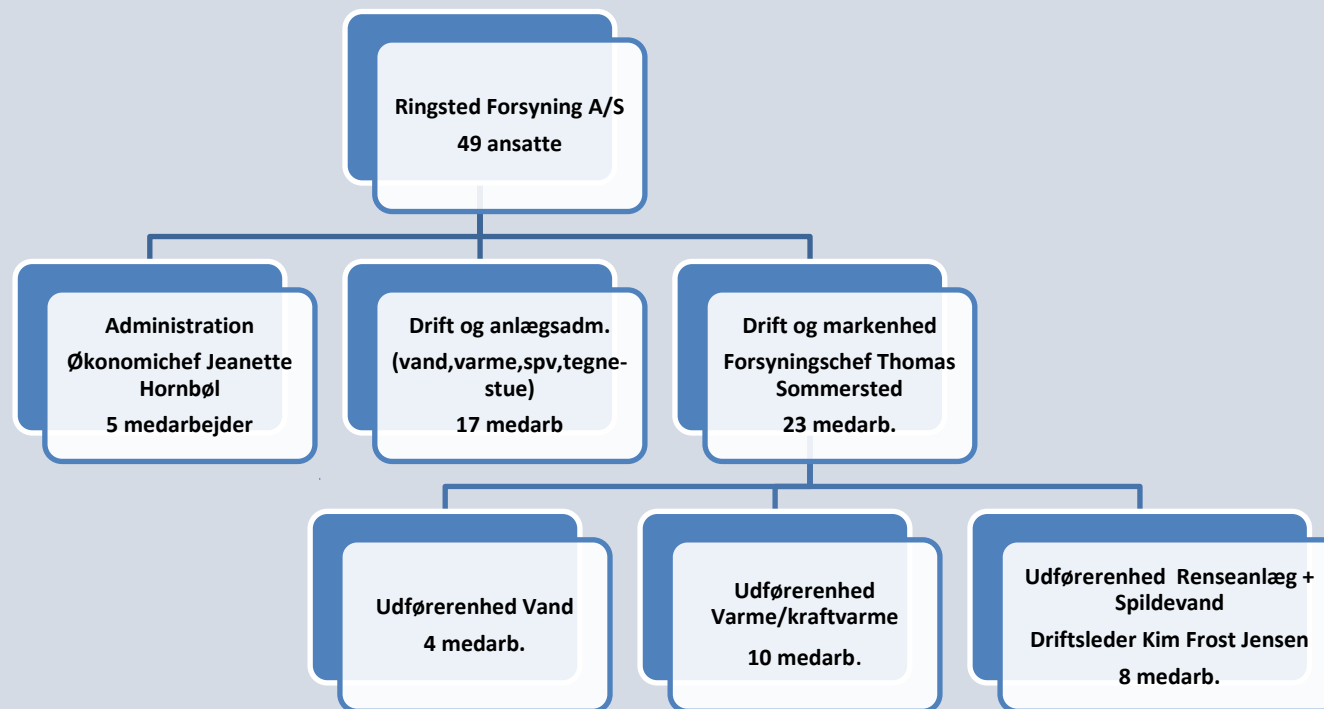 Ringsted Forsyning A/S
49 ansatte
Administration
Økonomichef Jeanette
Hornbøl
5 medarbejder
Drift og anlægsadm.
(vand,varme,spv,tegne-
stue)
17 medarb
Drift og markenhed
Forsyningschef Thomas
Sommersted
23 medarb.
Udførerenhed Vand
4 medarb.
Udførerenhed
Varme/kraftvarme
10 medarb.
Udførerenhed  Renseanlæg +
Spildevand
Driftsleder Kim Frost Jensen
8 medarb.